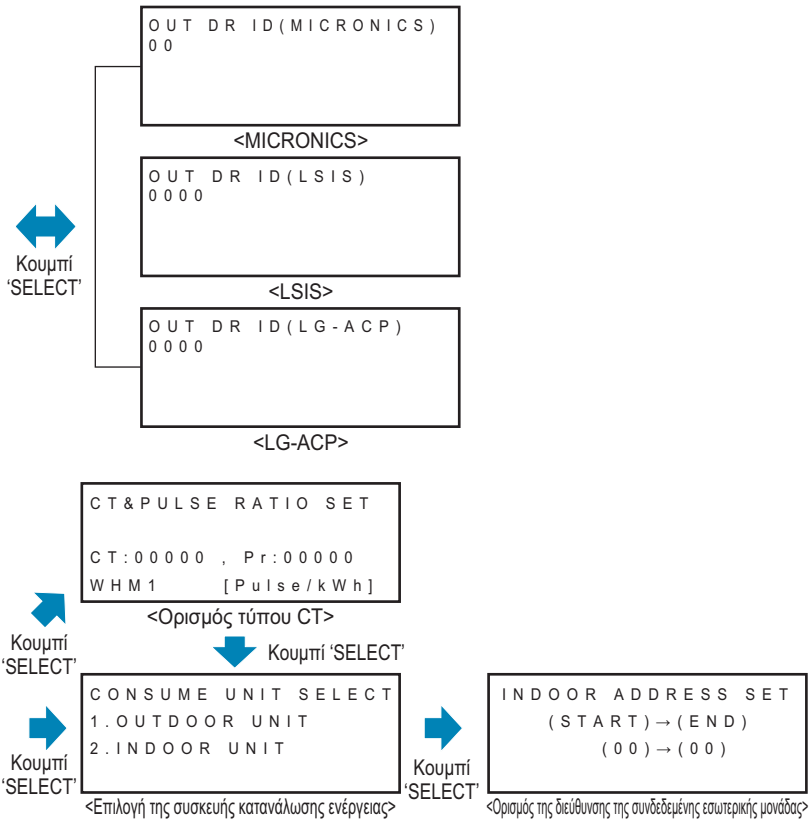 OUT DR ID(MICRONICS)
00
<MICRONICS>
OUT DR ID(LSIS)
0000
<LSIS>
Κουμπί
‘SELECT’
OUT DR ID(LG-ACP)
0000
<LG-ACP>
CT&PULSE RATIO SET
CT:00000 , Pr:00000
WHM1 [Pulse/kWh]
<Ορισμός τύπου CT>
Κουμπί
‘SELECT’
Κουμπί ‘SELECT’
CONSUME UNIT SELECT
1.OUTDOOR UNIT
2.INDOOR UNIT
Κουμπί
‘SELECT’
<Επιλογή της συσκευής κατανάλωσης ενέργειας>
Κουμπί
‘SELECT’
INDOOR ADDRESS SET
(START)→(END)
(00)→(00)
<Ορισμός της διεύθυνσης της συνδεδεμένης εσωτερικής μονάδας>